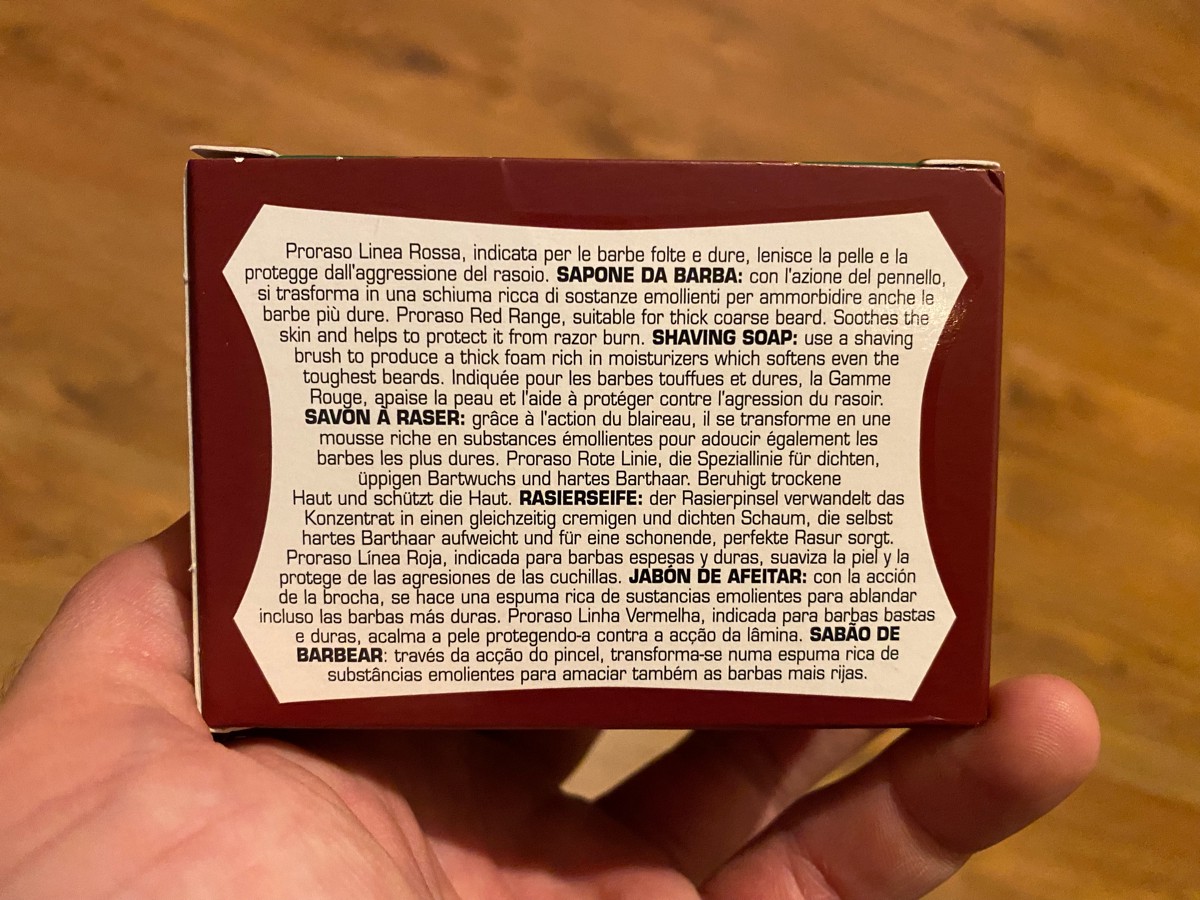 Proraso Linea Rossa, indicata per le barbe folte e dure, lenisce la pelle e la
protegge dall'aggressione del rasoio. SAPONE DA BARBA: con l'azione del pennello,
si trasforma in una schiuma ricca di sostanze emollienti per ammorbidire anche le
barbe più dure. Proraso Red Range, suitable for thick coarse beard. Soothes the
skin and helps to protect it from razor burn. SHAVING SOAP: use a shaving
brush to produce a thick foam rich in moisturizers which softens even the
toughest beards. Indiquée pour les barbes touffues et dures, la Gamme
Rouge, apaise la peau et l'aide à protéger contre l'agression du rasoir.
SAVON À RASER: grâce à l'action du blaireau, il se transforme en une
mousse riche en substances émollientes pour adoucir également les
barbes les plus dures. Proraso Rote Linie, die Speziallinie für dichten,
üppigen Bartwuchs und hartes Barthaar. Beruhigt trockene
Haut und schützt die Haut. RASIERSEIFE: der Rasierpinsel verwandelt das
Konzentrat in einen gleichzeitig cremigen und dichten Schaum, die selbst
hartes Barthaar aufweicht und für eine schonende, perfekte Rasur sorgt.
Proraso Línea Roja, indicada para barbas espesas y duras, suaviza la piel y la
protege de las agresiones de las cuchillas. JABÓN DE AFEITAR: con la acción
de la brocha, se hace una espuma rica de sustancias emolientes para ablandar
incluso las barbas más duras. Proraso Linha Vermelha, indicada para barbas bastas
e duras, acalma a pele protegendo-a contra a acção da lâmina. SABÃO DE
BARBEAR: través da acção do pincel, transforma-se numa espuma rica de
substâncias emolientes para amaciar também as barbas mais rijas.